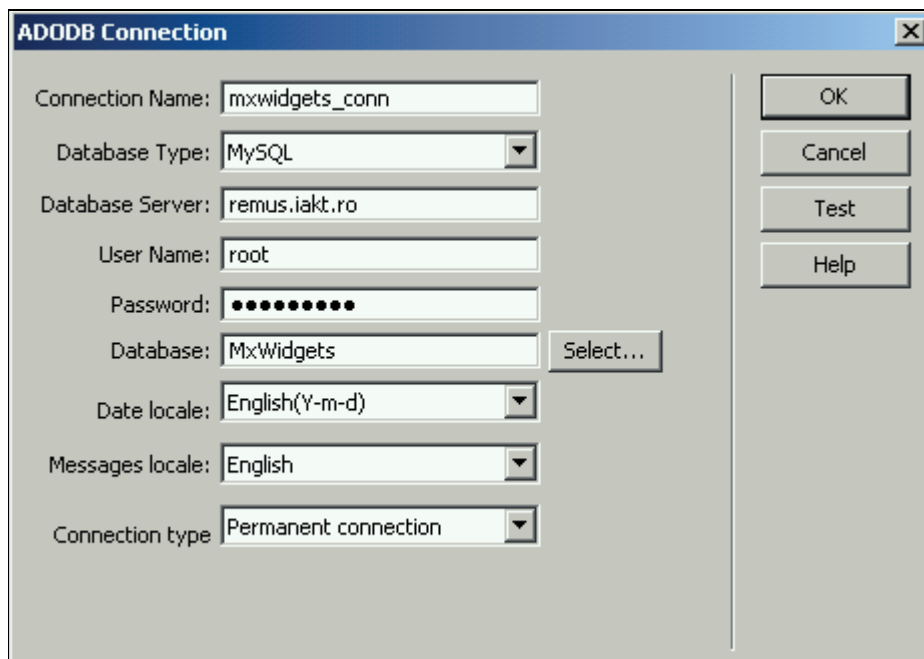 ADODB Connection
Connection Name: mxwidgets_conn
OK
Database Type: MySQL
Cancel
Database Server: remus.iakt.ro
Test
User Name: root
Help
Password: ●●●●●●●●●
Database: MxWidgets Select...
Date locale: English(Y-m-d)
Messages locale: English
Connection type Permanent connection